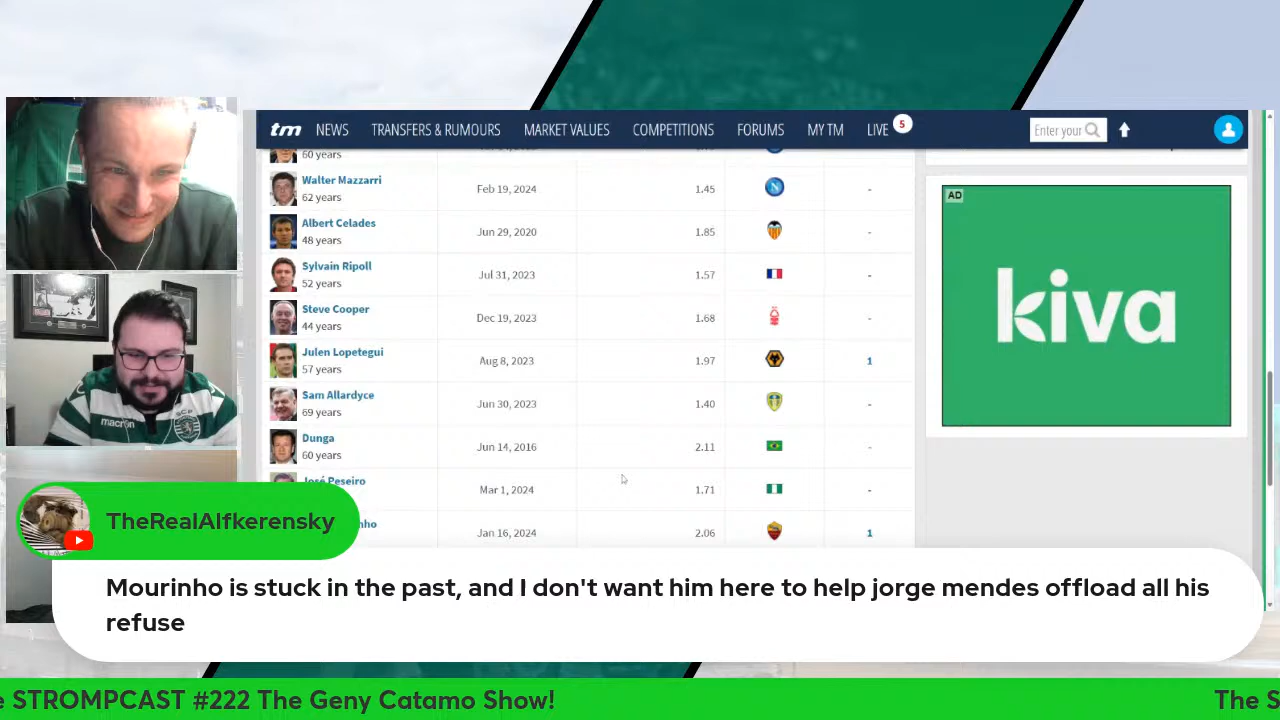 tm NEWS TRANSFERS & RUMOURS MARKET VALUES COMPETITIONS FORUMS MY TM LIVE 5 Enter your
60 years
Walter Mazzarri
62 years
Feb 19, 2024 1.45 -
Albert Celades
48 years
Jun 29, 2020 1.85 -
Sylvain Ripoll
52 years
Jul 31, 2023 1.57 -
Steve Cooper
44 years
Dec 19, 2023 1.68 -
Julen Lopetegui
57 years
Aug 8, 2023 1.97 1
Sam Allardyce
69 years
Jun 30, 2023 1.40 -
Dunga
60 years
Jun 14, 2016 2.11 -
José Peseiro
Mar 1, 2024 1.71 -
nho
Jan 16, 2024 2.06 1
AD
kiva
macron
SCP
TheRealAlfkerensky
Mourinho is stuck in the past, and I don't want him here to help jorge mendes offload all his
refuse
e STROMPCAST #222 The Geny Catamo Show! The S